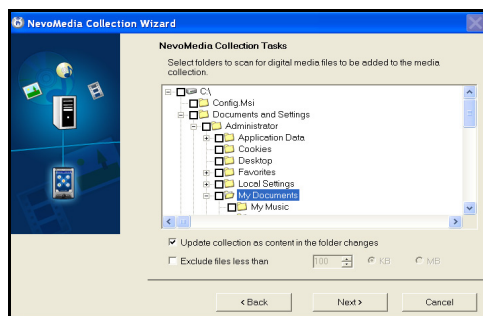 NevoMedia Collection Wizard
NevoMedia Collection Tasks
Select folders to scan for digital media files to be added to the media
collection.
C:\
Config.Msi
Documents and Settings
Administrator
Application Data
Cookies
Desktop
Favorites
Local Settings
My Documents
My Music
Update collection as content in the folder changes
Exclude files less than 100 KB MB
< Back Next > Cancel